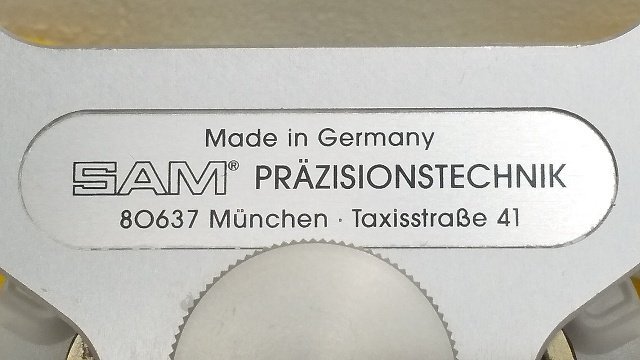 Made in Germany
SAM® PRÄZISIONSTECHNIK
80637 München · Taxisstraße 41